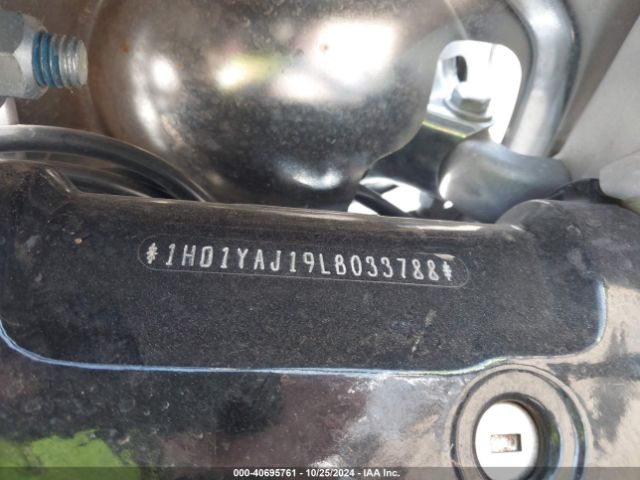 *1HD1YAJ19LB033788*
000-40695761 • 10/25/2024 - IAA Inc.